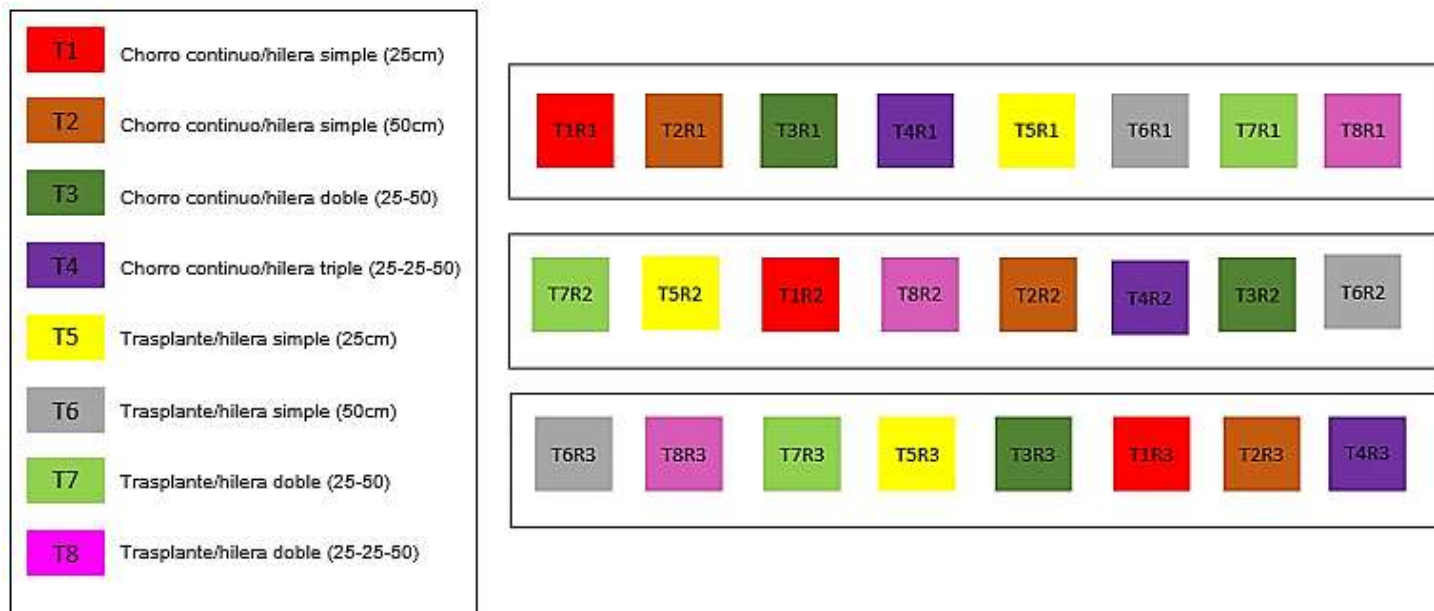 T1 Chorro continuo/hilera simple (25cm)
T2 Chorro continuo/hilera simple (50cm)
T3 Chorro continuo/hilera doble (25-50)
T4 Chorro continuo/hilera triple (25-25-50)
T5 Trasplante/hilera simple (25cm)
T6 Trasplante/hilera simple (50cm)
T7 Trasplante/hilera doble (25-50)
T8 Trasplante/hilera doble (25-25-50)
T1R1 T2R1 T3R1 T4R1 T5R1 T6R1 T7R1 T8R1
T7R2 T5R2 T1R2 T8R2 T2R2 T4R2 T3R2 T6R2
T6R3 T8R3 T7R3 T5R3 T3R3 T1R3 T2R3 T4R3